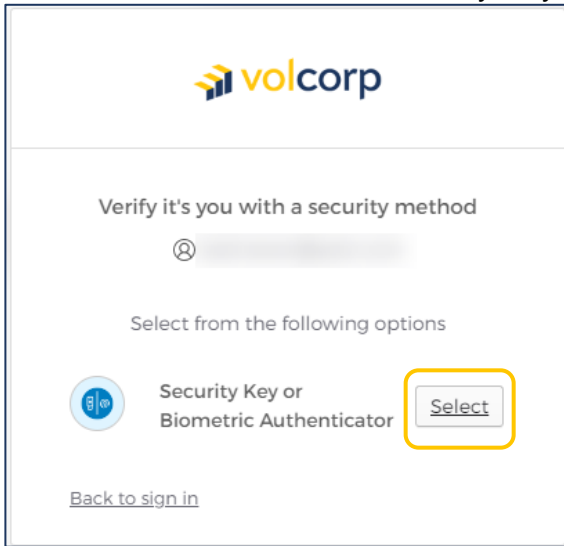 volcorp
Verify it's you with a security method
Select from the following options
Security Key or
Biometric Authenticator
Select
Back to sign in